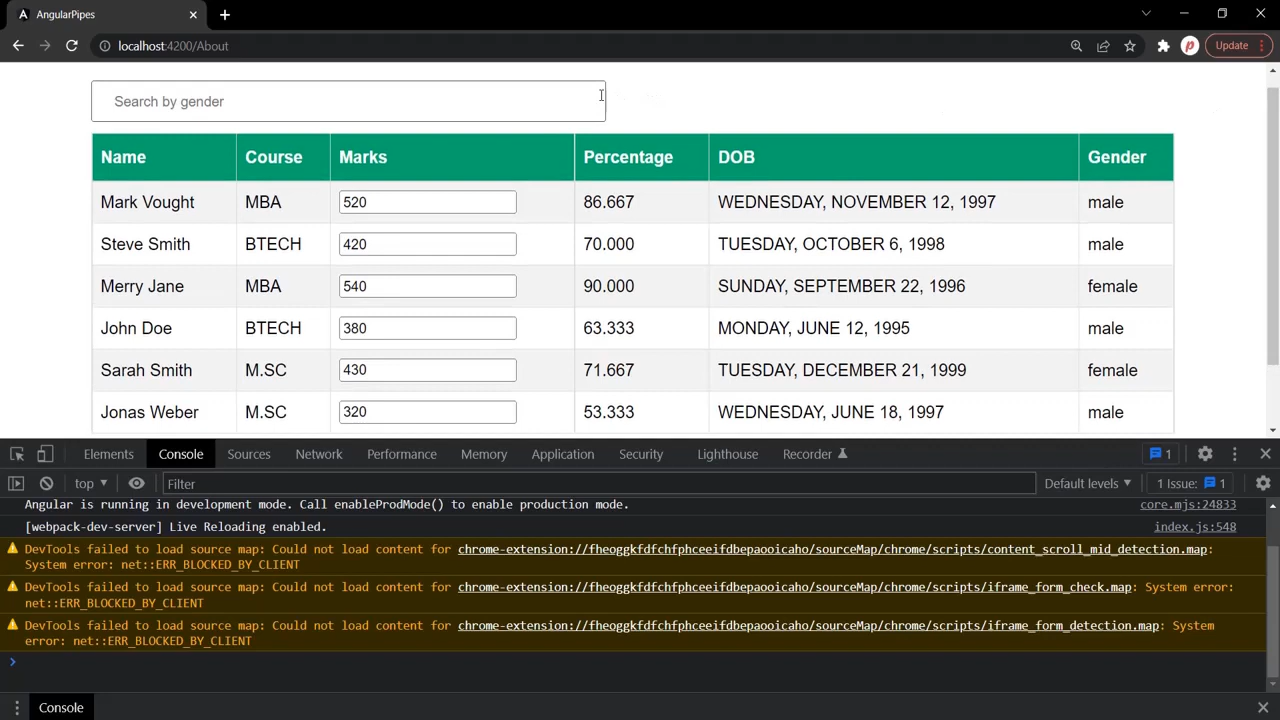 AngularPipes
localhost:4200/About
Update
Search by gender
Name Course Marks Percentage DOB Gender
Mark Vought MBA 520 86.667 WEDNESDAY, NOVEMBER 12, 1997 male
Steve Smith BTECH 420 70.000 TUESDAY, OCTOBER 6, 1998 male
Merry Jane MBA 540 90.000 SUNDAY, SEPTEMBER 22, 1996 female
John Doe BTECH 380 63.333 MONDAY, JUNE 12, 1995 male
Sarah Smith M.SC 430 71.667 TUESDAY, DECEMBER 21, 1999 female
Jonas Weber M.SC 320 53.333 WEDNESDAY, JUNE 18, 1997 male
Elements Console Sources Network Performance Memory Application Security Lighthouse Recorder 1
top Filter Default levels 1 Issue: 1
Angular is running in development mode. Call enableProdMode() to enable production mode. core.mjs:24833
[webpack-dev-server] Live Reloading enabled. index.js:548
DevTools failed to load source map: Could not load content for chrome-extension://fheoggkfdfchfphceeifdbepaooicaho/sourceMap/chrome/scripts/content_scroll_mid_detection.map:
System error: net::ERR_BLOCKED_BY_CLIENT
DevTools failed to load source map: Could not load content for chrome-extension://fheoggkfdfchfphceeifdbepaooicaho/sourceMap/chrome/scripts/iframe_form_check.map: System error:
net::ERR_BLOCKED_BY_CLIENT
DevTools failed to load source map: Could not load content for chrome-extension://fheoggkfdfchfphceeifdbepaooicaho/sourceMap/chrome/scripts/iframe_form_detection.map: System
error: net::ERR_BLOCKED_BY_CLIENT
Console